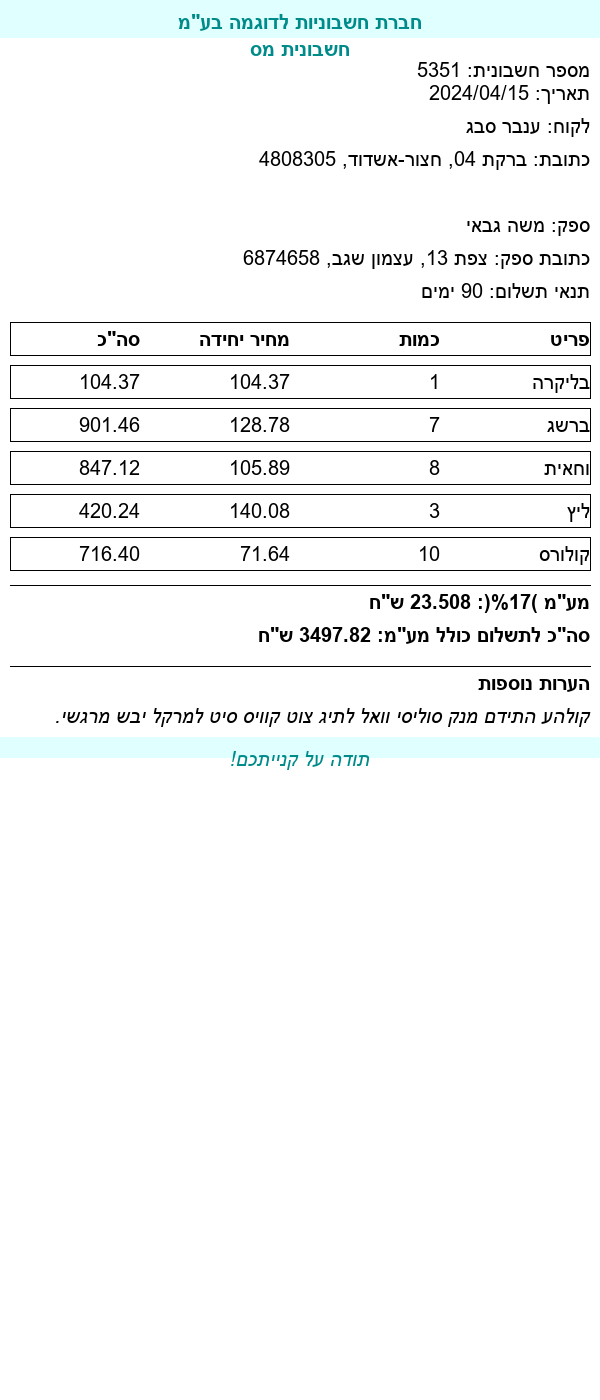 חברת חשבוניות לדוגמה בע"מ
חשבונית מס
מספר חשבונית: 5351
תאריך: 2024/04/15
לקוח: ענבר סבג
כתובת: ברקת 04, חצור-אשדוד, 4808305
ספק: משה גבאי
כתובת ספק: צפת 13, עצמון שגב, 6874658
תנאי תשלום: 90 ימים
פריט כמות מחיר יחידה סה"כ
בליקרה 1 104.37 104.37
ברשג 7 128.78 901.46
וחאית 8 105.89 847.12
ליץ 3 140.08 420.24
קולורס 10 71.64 716.40
מע"מ )17%(: 23.508 ש"ח
סה"כ לתשלום כולל מע"מ: 3497.82 ש"ח
הערות נוספות
קולהע התידם מנק סוליסי וואל לתיג צוט קוויס סיט למרקל יבש מרגשי.
תודה על קנייתכם!